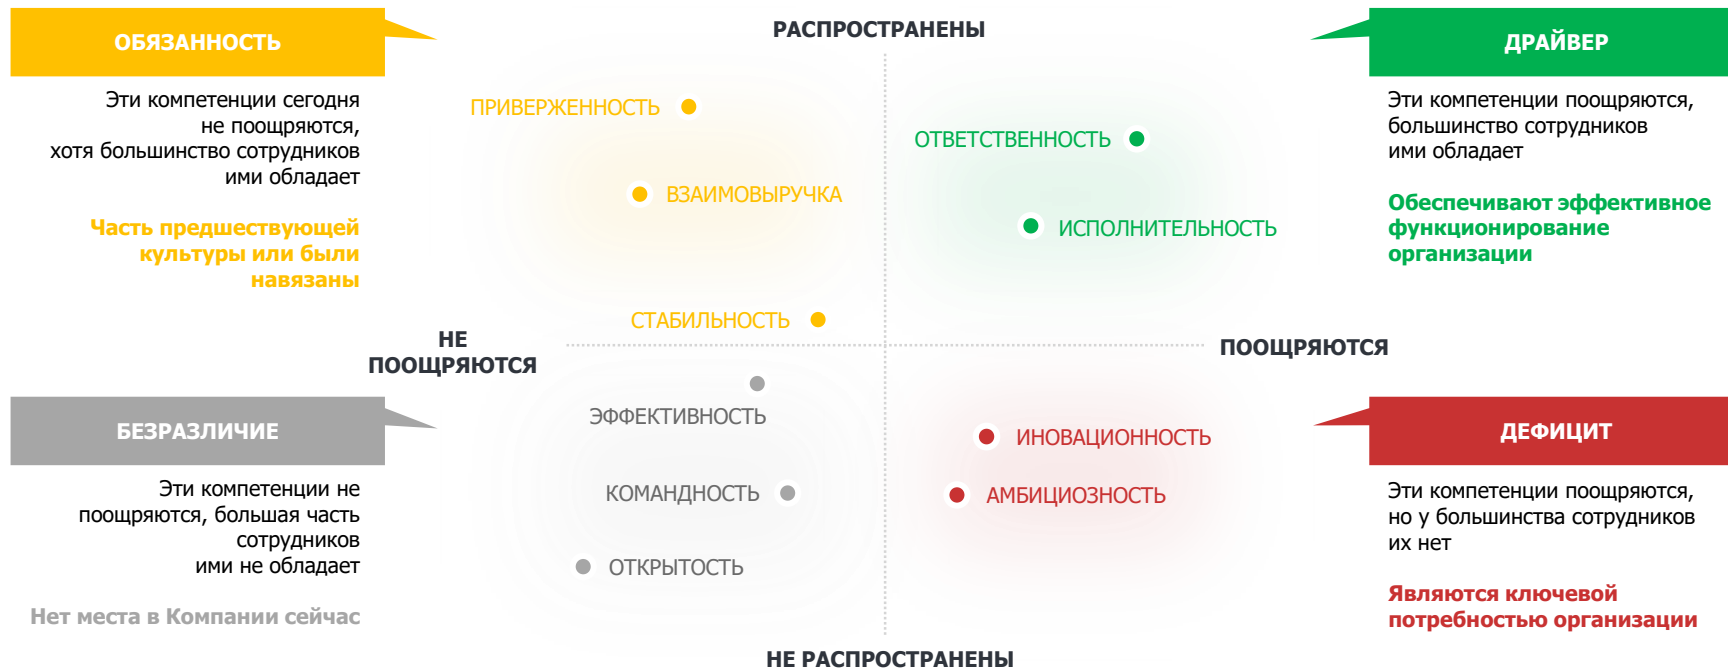 ОБЯЗАННОСТЬ
Эти компетенции сегодня
не поощряются,
хотя большинство сотрудников
ими обладает
Часть предшествующей
культуры или были
навязаны
РАСПРОСТРАНЕНЫ
ДРАЙВЕР
Эти компетенции поощряются,
большинство сотрудников
ими обладает
Обеспечивают эффективное
функционирование
организации
ПРИВЕРЖЕННОСТЬ
ОТВЕТСТВЕННОСТЬ
ВЗАИМОВЫРУЧКА
ИСПОЛНИТЕЛЬНОСТЬ
СТАБИЛЬНОСТЬ
НЕ
ПООЩРЯЮТСЯ
ПООЩРЯЮТСЯ
БЕЗРАЗЛИЧИЕ
Эти компетенции не
поощряются, большая часть
сотрудников
ими не обладает
Нет места в Компании сейчас
ЭФФЕКТИВНОСТЬ
ИНОВАЦИОННОСТЬ
КОМАНДНОСТЬ
АМБИЦИОЗНОСТЬ
ОТКРЫТОСТЬ
ДЕФИЦИТ
Эти компетенции поощряются,
но у большинства сотрудников
их нет
Являются ключевой
потребностью организации
НЕ РАСПРОСТРАНЕНЫ